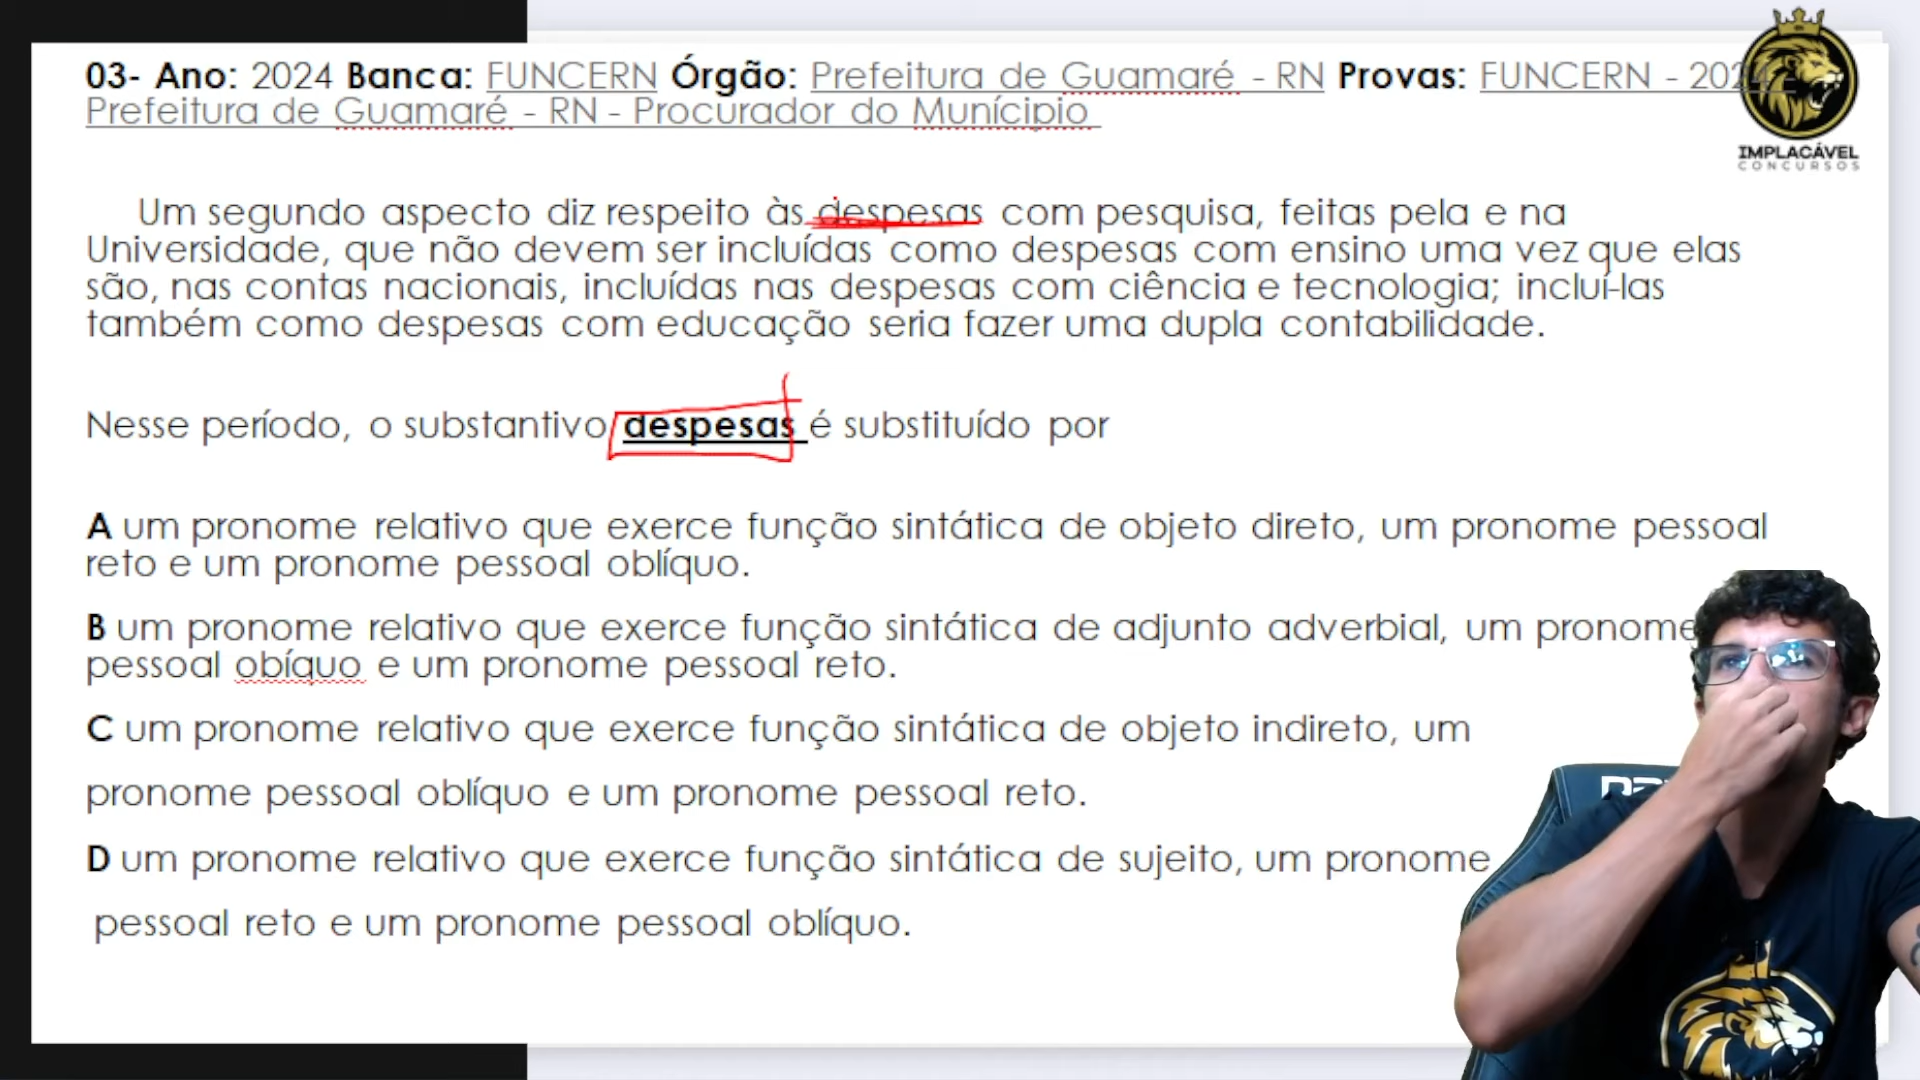 03- Ano: 2024 Banca: FUNCERN Órgão: Prefeitura de Guamaré - RN Provas: FUNCERN - 2024
Prefeitura de Guamaré - RN - Procurador do Munícipio
IMPLACÁVEL
CONCURSOS
Um segundo aspecto diz respeito às despesas com pesquisa, feitas pela e na
Universidade, que não devem ser incluídas como despesas com ensino uma vez que elas
são, nas contas nacionais, incluídas nas despesas com ciência e tecnologia; incluí-las
também como despesas com educação seria fazer uma dupla contabilidade.
Nesse período, o substantivo despesas é substituído por
A um pronome relativo que exerce função sintática de objeto direto, um pronome pessoal
reto e um pronome pessoal oblíquo.
B um pronome relativo que exerce função sintática de adjunto adverbial, um pronome
pessoal obíquo e um pronome pessoal reto.
C um pronome relativo que exerce função sintática de objeto indireto, um
pronome pessoal oblíquo e um pronome pessoal reto.
D um pronome relativo que exerce função sintática de sujeito, um pronome
pessoal reto e um pronome pessoal oblíquo.